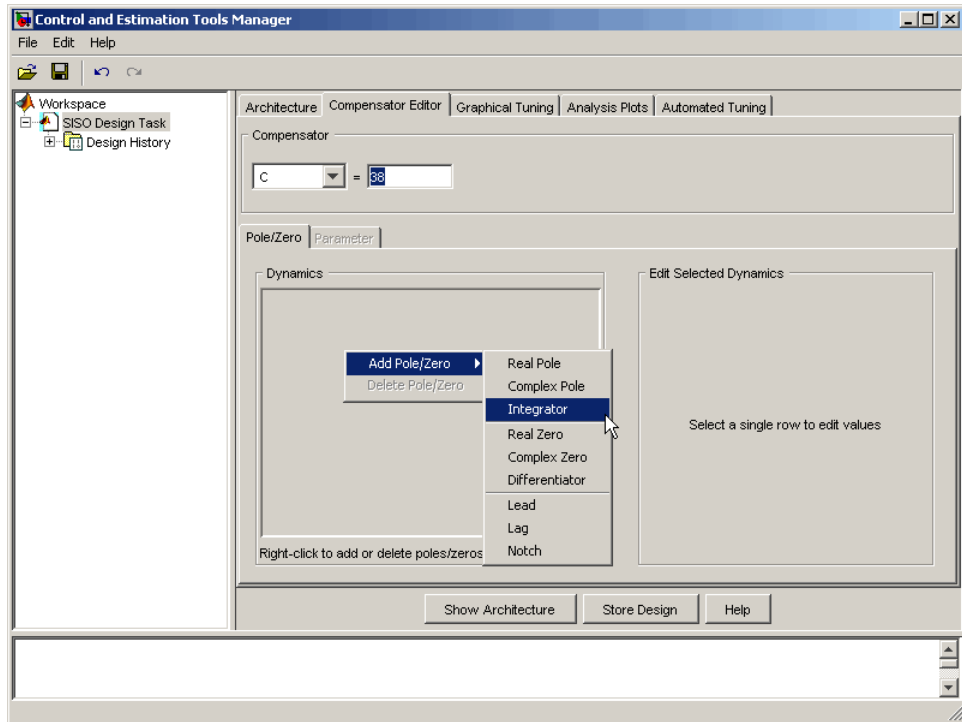 Control and Estimation Tools Manager
File Edit Help
Workspace
SISO Design Task
Design History
Architecture Compensator Editor Graphical Tuning Analysis Plots Automated Tuning
Compensator
C = 38
Pole/Zero Parameter
Dynamics
Edit Selected Dynamics
Add Pole/Zero
Delete Pole/Zero
Real Pole
Complex Pole
Integrator
Real Zero
Complex Zero
Differentiator
Lead
Lag
Notch
Select a single row to edit values
Right-click to add or delete poles/zeros
Show Architecture Store Design Help